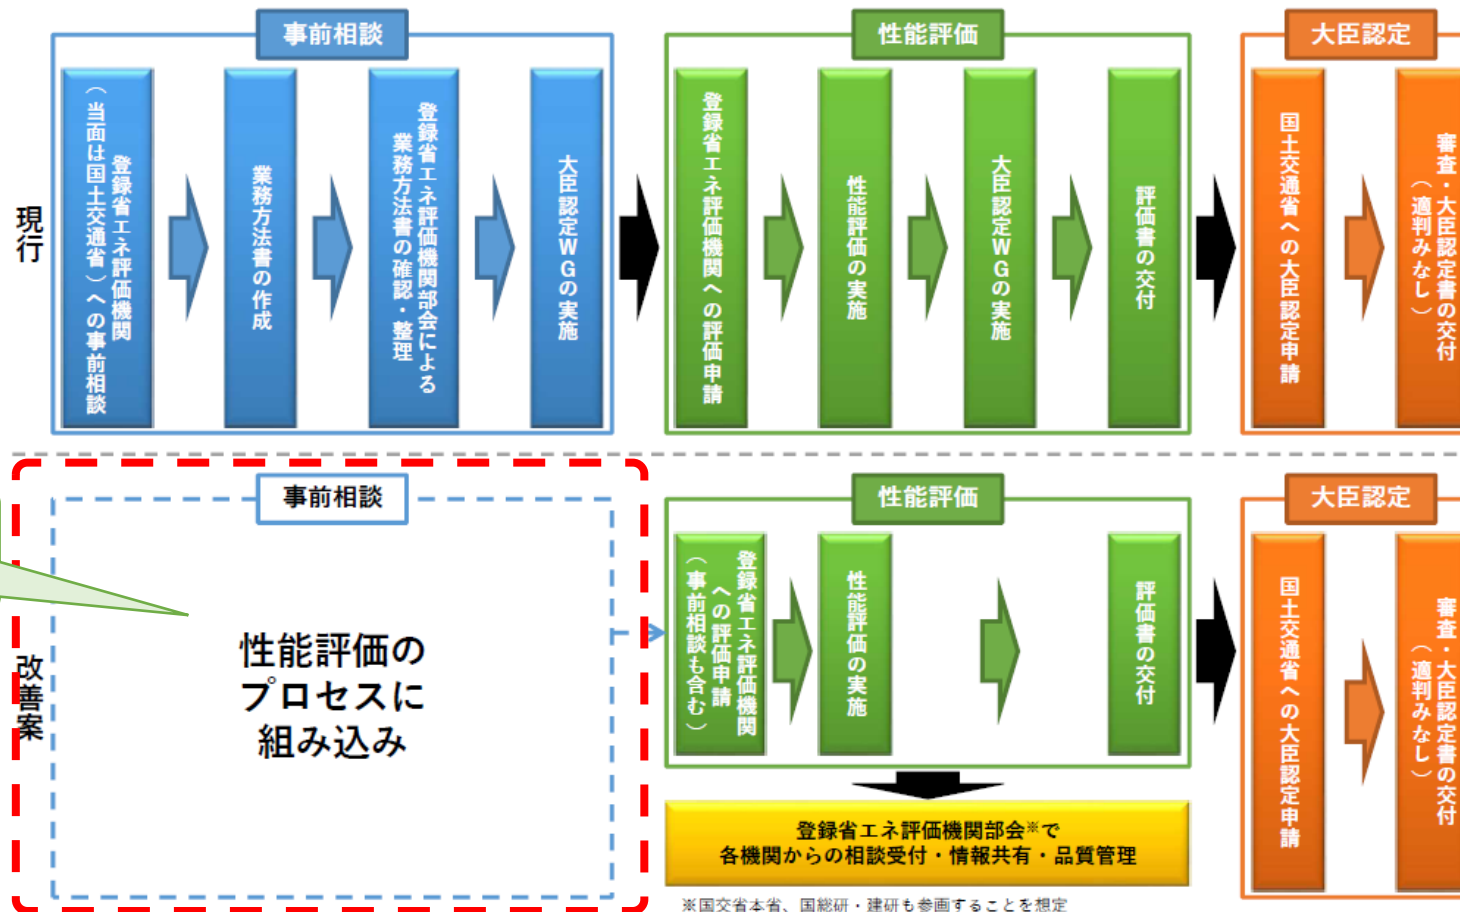 現行
事前相談
登録省エネ評価機関
（当面は国土交通省）への事前相談
業務方法書の作成
登録省エネ評価機関部会による
業務方法書の確認・整理
大臣認定WGの実施
性能評価
登録省エネ評価機関への評価申請
性能評価の実施
大臣認定WGの実施
評価書の交付
大臣認定
国土交通省への大臣認定申請
審査・大臣認定書の交付
（適判みなし）
改善案
事前相談
性能評価の
プロセスに
組み込み
性能評価
登録省エネ評価機関
への評価申請
（事前相談も含む）
性能評価の実施
評価書の交付
登録省エネ評価機関部会※で
各機関からの相談受付・情報共有・品質管理
※国交省本省、国総研・建研も参画することを想定
大臣認定
国土交通省への大臣認定申請
審査・大臣認定書の交付
（適判みなし）